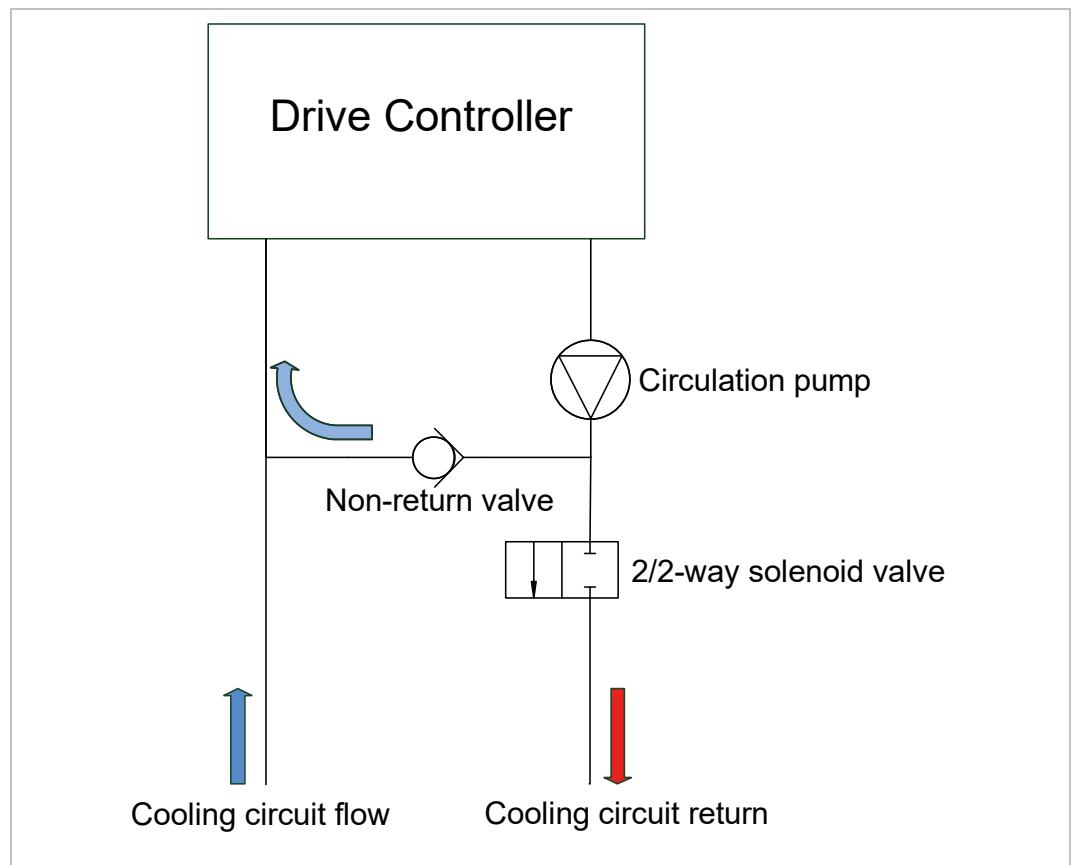 Drive Controller
Circulation pump
Non-return valve
2/2-way solenoid valve
Cooling circuit flow
Cooling circuit return